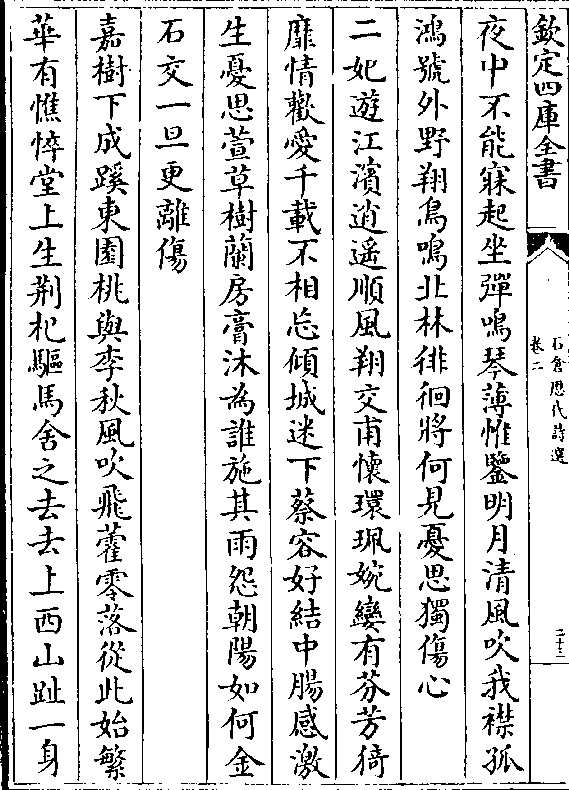 欽定四庫全書
石倉歷代詩選
卷二
二十三
夜中不能寐起坐彈鳴琴薄帷鑒明月清風吹我襟孤
鴻號外野翔鳥鳴北林徘徊將何見憂思獨傷心
二妃遊江濱逍遙順風翔交甫懷環珮婉孌有芬芳猗
靡情歡愛千載不相忘傾城迷下蔡容好結中腸感激
生憂思萱草樹蘭房膏沐為誰施其雨怨朝陽如何金
石交一旦更離傷
嘉樹下成蹊東園桃與李秋風吹飛藿零落從此始繁
華有憔悴堂上生荆杞驅馬舍之去去上西山趾一身